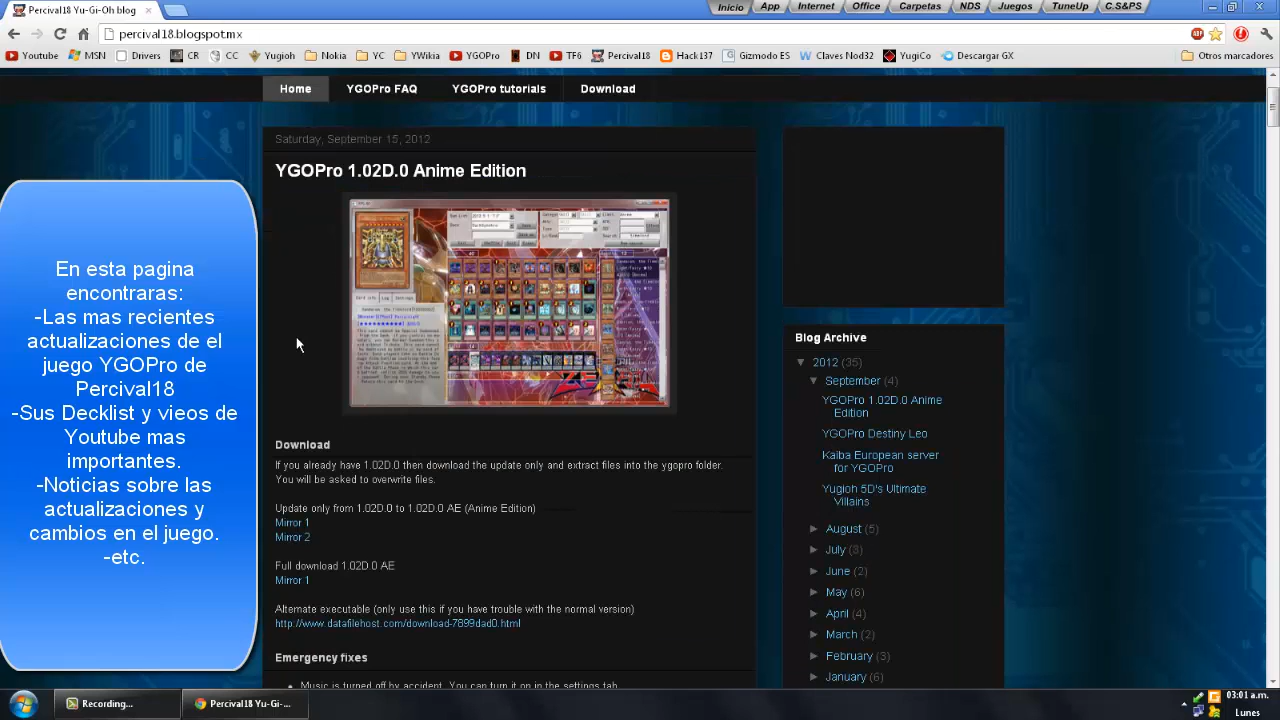 Percival18 Yu-Gi-Oh blog
Inicio App Internet Office Carpetas NDS Juegos TuneUp C.S&PS
percival18.blogspot.mx
Youtube MSN Drivers CR CC Yugioh Nokia YC YWikia YGOPro DN TF6 Percival18 Hack137 Gizmodo ES Claves Nod32 YugiCo Descargar GX Otros marcadores
Home YGOPro FAQ YGOPro tutorials Download
Saturday, September 15, 2012
YGOPro 1.02D.0 Anime Edition
En esta pagina
encontraras:
-Las mas recientes
actualizaciones de el
juego YGOPro de
Percival18
-Sus Decklist y vieos de
Youtube mas
importantes.
-Noticias sobre las
actualizaciones y
cambios en el juego.
-etc.
Download
If you already have 1.02D.0 then download the update only and extract files into the ygopro folder.
You will be asked to overwrite files.
Update only from 1.02D.0 to 1.02D.0 AE (Anime Edition)
Mirror 1
Mirror 2
Full download 1.02D.0 AE
Mirror 1
Alternate executable (only use this if you have trouble with the normal version)
http://www.datafilehost.com/download-7899dad0.html
Emergency fixes
Music is turned off by accident. You can turn it on in the settings tab.
Blog Archive
▼ 2012 (35)
▼ September (4)
YGOPro 1.02D.0 Anime
Edition
YGOPro Destiny Leo
Kaiba European server
for YGOPro
Yugioh 5D's Ultimate
Villains
► August (5)
► July (3)
► June (2)
► May (6)
► April (4)
► March (2)
► February (3)
► January (6)
Recording...
Percival18 Yu-Gi-...
03:01 a.m.
Lunes